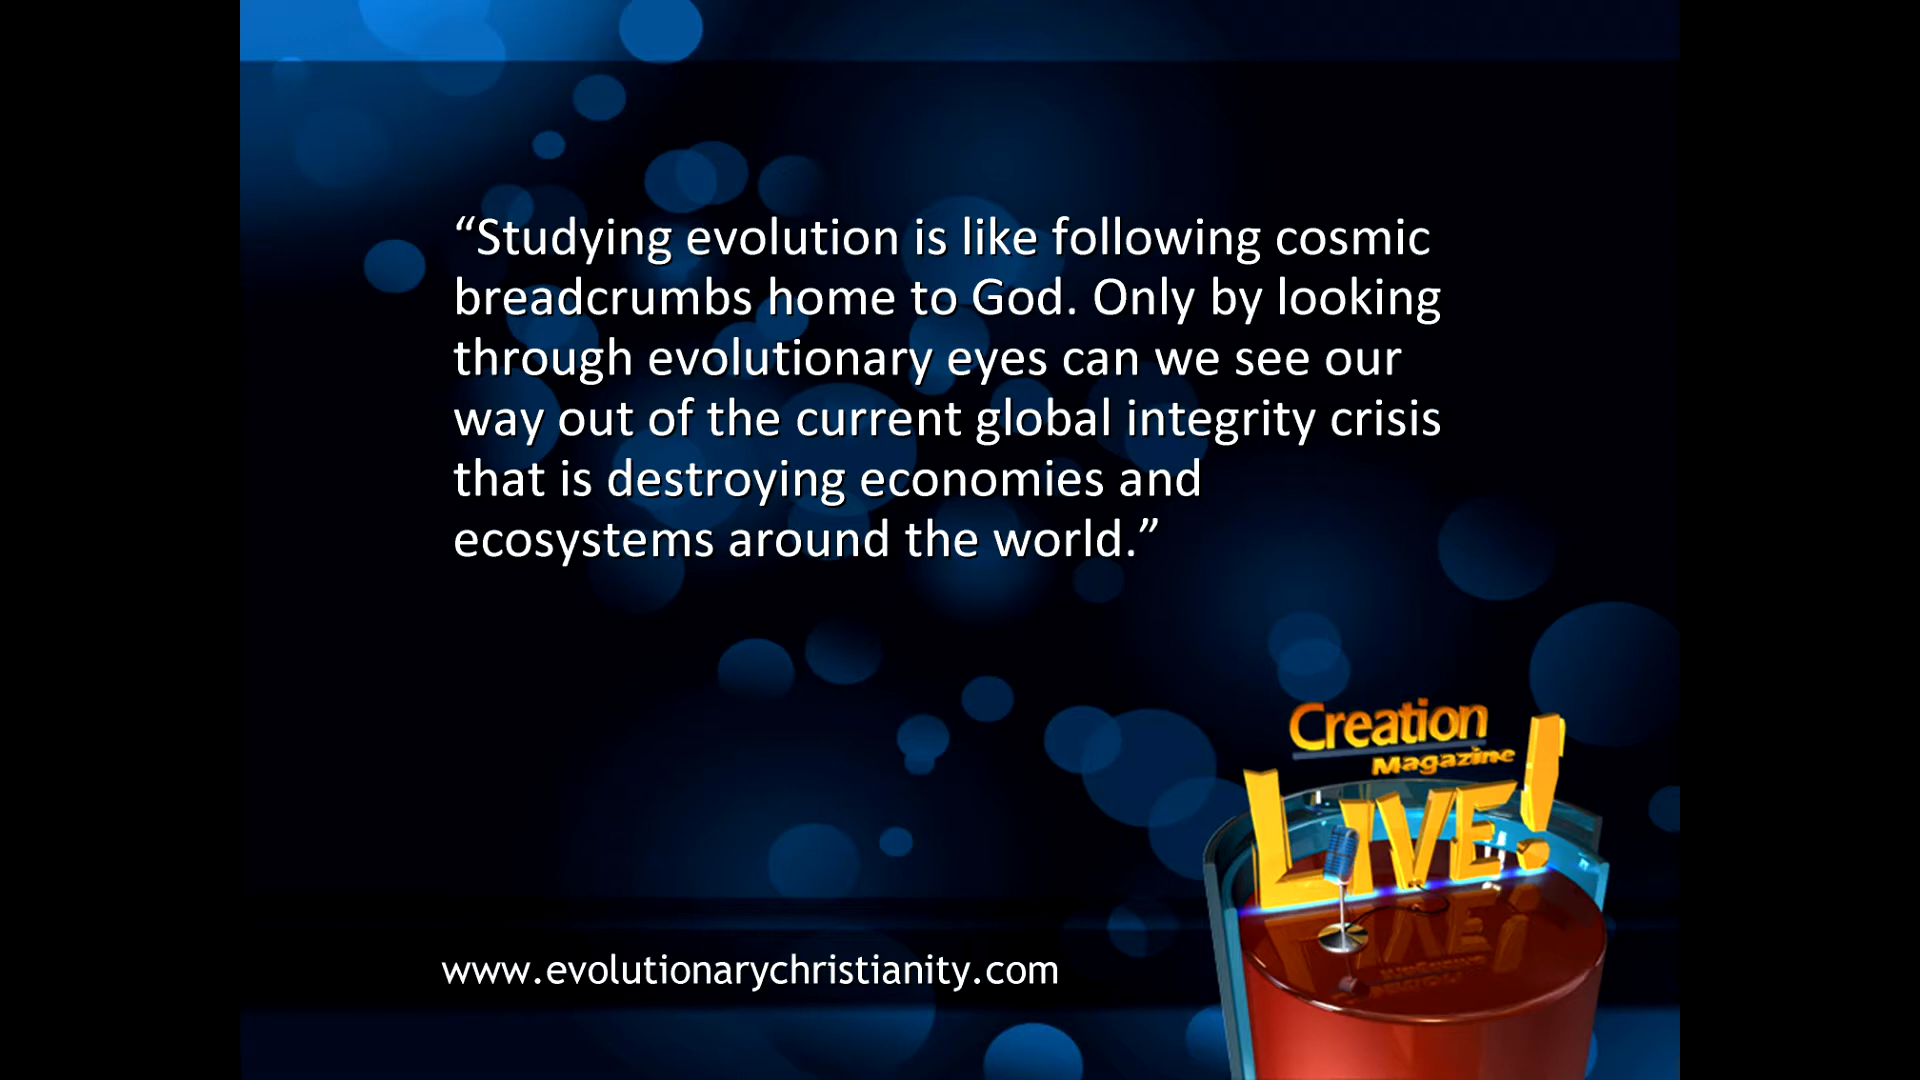 “Studying evolution is like following cosmic
breadcrumbs home to God. Only by looking
through evolutionary eyes can we see our
way out of the current global integrity crisis
that is destroying economies and
ecosystems around the world.”
Creation
Magazine
LIVE!
www.evolutionarychristianity.com